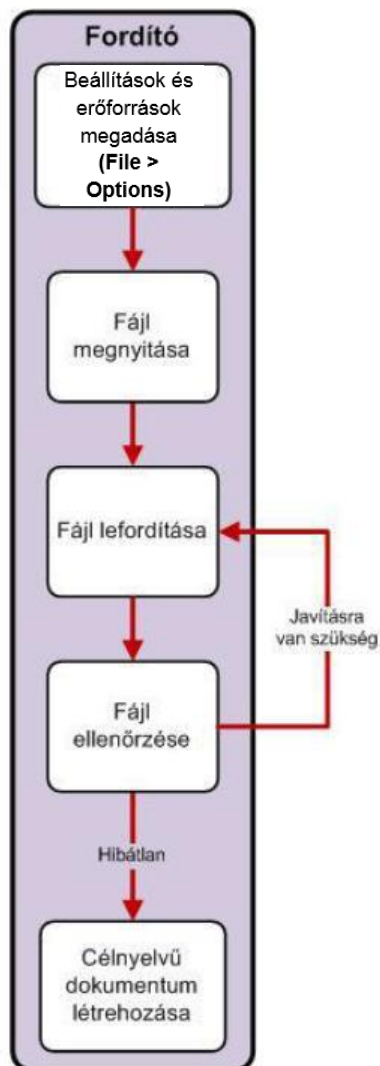 Fordító
Beállítások és
erőforrások
megadása
(File >
Options)
Fájl
megnyitása
Fájl lefordítása
Javításra
van szükség
Fájl
ellenőrzése
Hibátlan
Célnyelvű
dokumentum
létrehozása